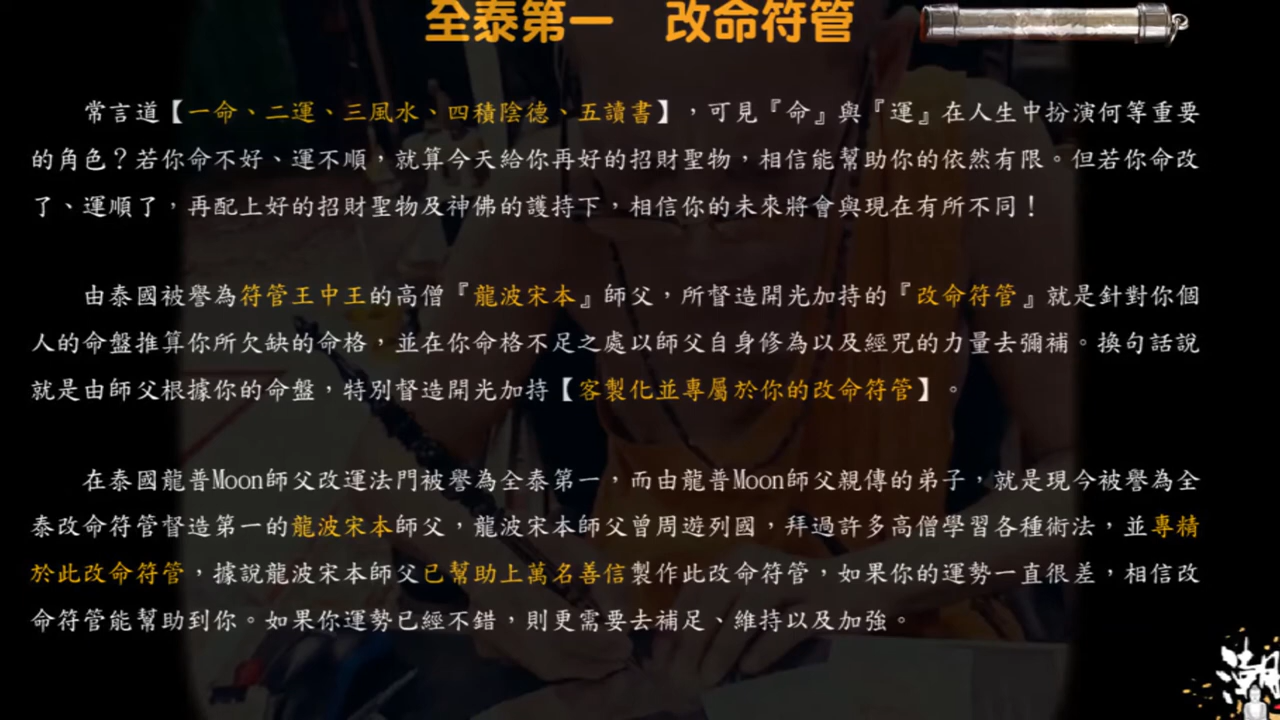 全泰第一　改命符管
常言道【一命、二運、三風水、四積陰德、五讀書】，可見『命』與『運』在人生中扮演何等重要
的角色？若你命不好、運不順，就算今天給你再好的招財聖物，相信能幫助你的依然有限。但若你命改
了、運順了，再配上好的招財聖物及神佛的護持下，相信你的未來將會與現在有所不同！
由泰國被譽為符管王中王的高僧『龍波宋本』師父，所督造開光加持的『改命符管』就是針對你個
人的命盤推算你所欠缺的命格，並在你命格不足之處以師父自身修為以及經咒的力量去彌補。換句話說
就是由師父根據你的命盤，特別督造開光加持【客製化並專屬於你的改命符管】。
在泰國龍普Moon師父改運法門被譽為全泰第一，而由龍普Moon師父親傳的弟子，就是現今被譽為全
泰改命符管督造第一的龍波宋本師父，龍波宋本師父曾周遊列國，拜過許多高僧學習各種術法，並專精
於此改命符管，據說龍波宋本師父已幫助上萬名善信製作此改命符管，如果你的運勢一直很差，相信改
命符管能幫助到你。如果你運勢已經不錯，則更需要去補足、維持以及加強。
潮